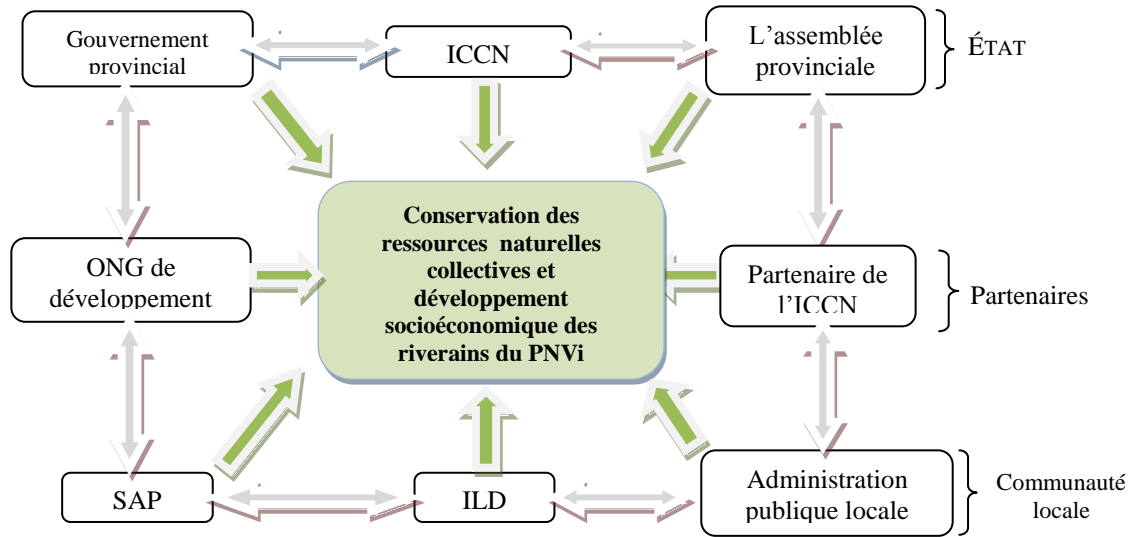 Gouvernement
provincial
ICCN
L’assemblée
provinciale
ÉTAT
Conservation des
ressources naturelles
collectives et
développement
socioéconomique des
riverains du PNVi
ONG de
développement
Partenaire de
l’ICCN
Partenaires
SAP
ILD
Administration
publique locale
Communauté
locale